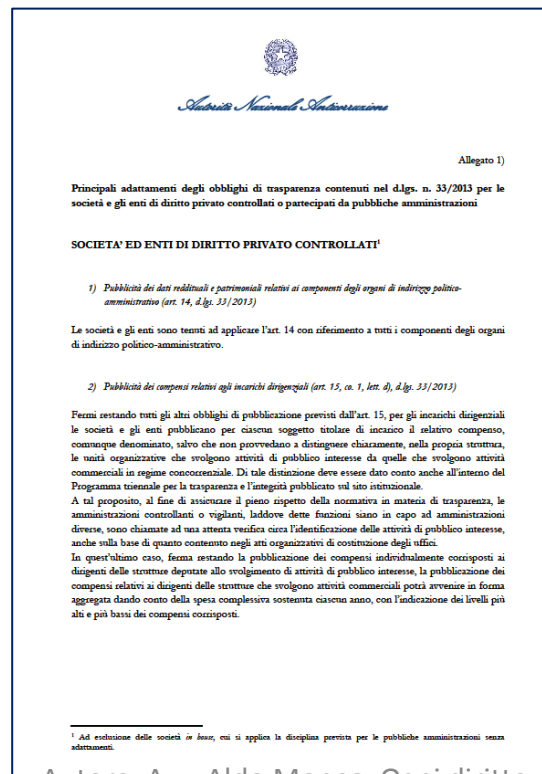 Autorità Nazionale Anticorruzione
Allegato 1)
Principali adattamenti degli obblighi di trasparenza contenuti nel d.lgs. n. 33/2013 per le
società e gli enti di diritto privato controllati o partecipati da pubbliche amministrazioni
SOCIETA' ED ENTI DI DIRITTO PRIVATO CONTROLLATI¹
1) Pubblicità dei dati reddituali e patrimoniali relativi ai componenti degli organi di indirizzo politico-
amministrativo (art. 14, d.lgs. 33/2013)
Le società e gli enti sono tenuti ad applicare l'art. 14 con riferimento a tutti i componenti degli organi
di indirizzo politico-amministrativo.
2) Pubblicità dei compensi relativi agli incarichi dirigenziali (art. 15, co. 1, lett. d), d.lgs. 33/2013)
Fermi restando tutti gli altri obblighi di pubblicazione previsti dall'art. 15, per gli incarichi dirigenziali
le società e gli enti pubblicano per ciascun soggetto titolare di incarico il relativo compenso,
comunque denominato, salvo che non provvedano a distinguere chiaramente, nella propria struttura,
le unità organizzative che svolgono attività di pubblico interesse da quelle che svolgono attività
commerciali in regime concorrenziale. Di tale distinzione deve essere dato conto anche all'interno del
Programma triennale per la trasparenza e l'integrità pubblicato sul sito istituzionale.
A tal proposito, al fine di assicurare il pieno rispetto della normativa in materia di trasparenza, le
amministrazioni controllanti o vigilanti, laddove dette funzioni siano in capo ad amministrazioni
diverse, sono chiamate ad una attenta verifica circa l'identificazione delle attività di pubblico interesse,
anche sulla base di quanto contenuto negli atti organizzativi di costituzione degli uffici.
In quest'ultimo caso, ferma restando la pubblicazione dei compensi individualmente corrisposti ai
dirigenti delle strutture deputate allo svolgimento di attività di pubblico interesse, la pubblicazione dei
compensi relativi ai dirigenti delle strutture che svolgono attività commerciali potrà avvenire in forma
aggregata dando conto della spesa complessiva sostenuta ciascun anno, con l'indicazione dei livelli più
alti e più bassi dei compensi corrisposti.
¹ Ad esclusione delle società in house, cui si applica la disciplina prevista per le pubbliche amministrazioni senza
adattamenti.